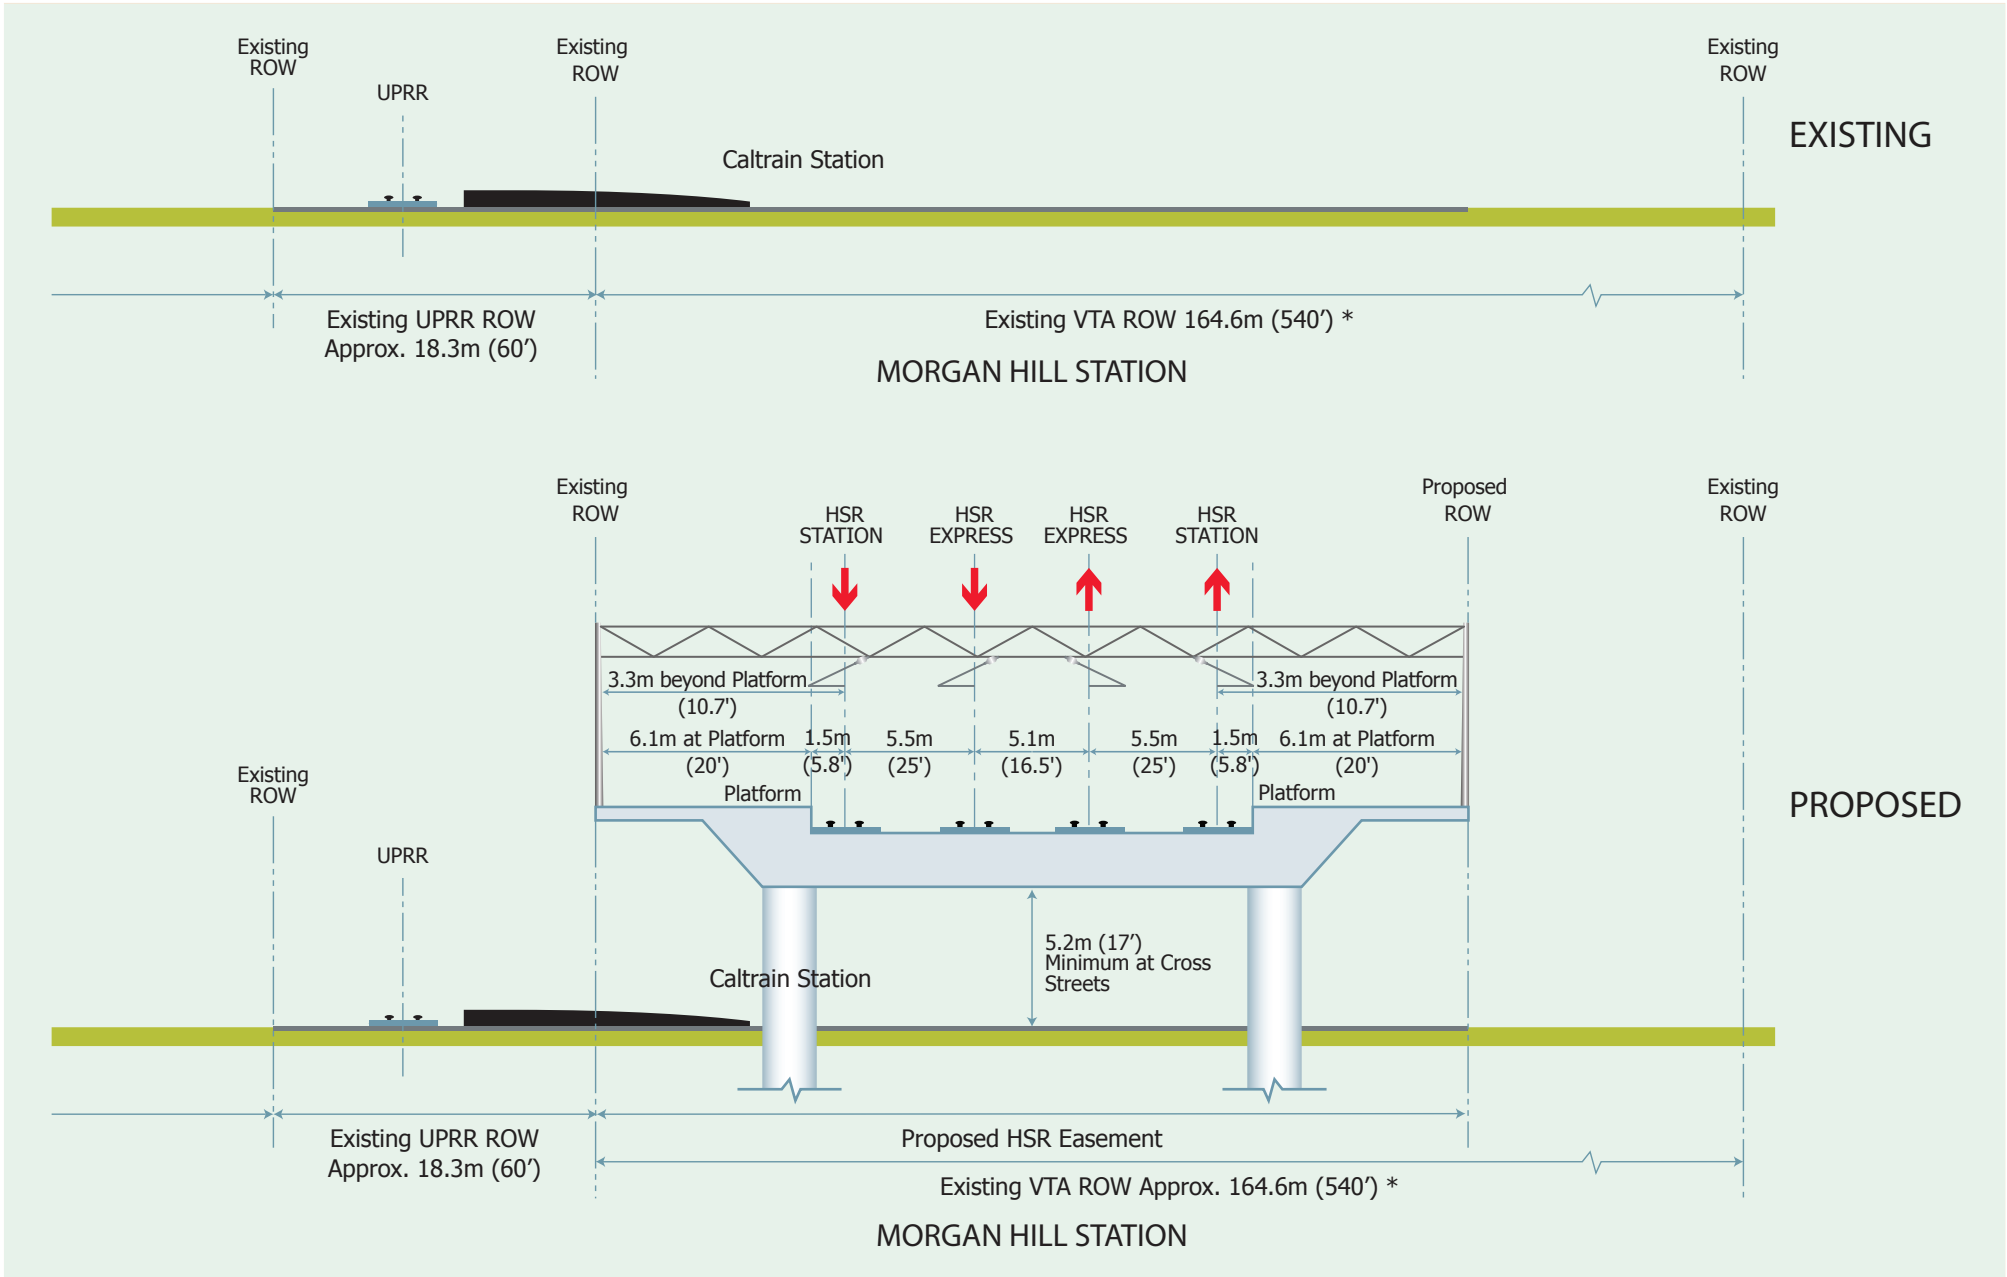 Existing
ROW
Existing
ROW
Existing
ROW
UPRR
EXISTING
Caltrain Station
Existing UPRR ROW
Approx. 18.3m (60’)
Existing VTA ROW 164.6m (540’) *
MORGAN HILL STATION
Existing
ROW
HSR
STATION
HSR
EXPRESS
HSR
EXPRESS
HSR
STATION
Proposed
ROW
Existing
ROW
3.3m beyond Platform
(10.7')
3.3m beyond Platform
(10.7')
6.1m at Platform
(20')
1.5m
(5.8')
5.5m
(25')
5.1m
(16.5')
5.5m
(25')
1.5m
(5.8')
6.1m at Platform
(20')
Existing
ROW
Platform
Platform
PROPOSED
UPRR
5.2m (17’)
Minimum at Cross
Streets
Caltrain Station
Existing UPRR ROW
Approx. 18.3m (60’)
Proposed HSR Easement
Existing VTA ROW Approx. 164.6m (540’) *
MORGAN HILL STATION